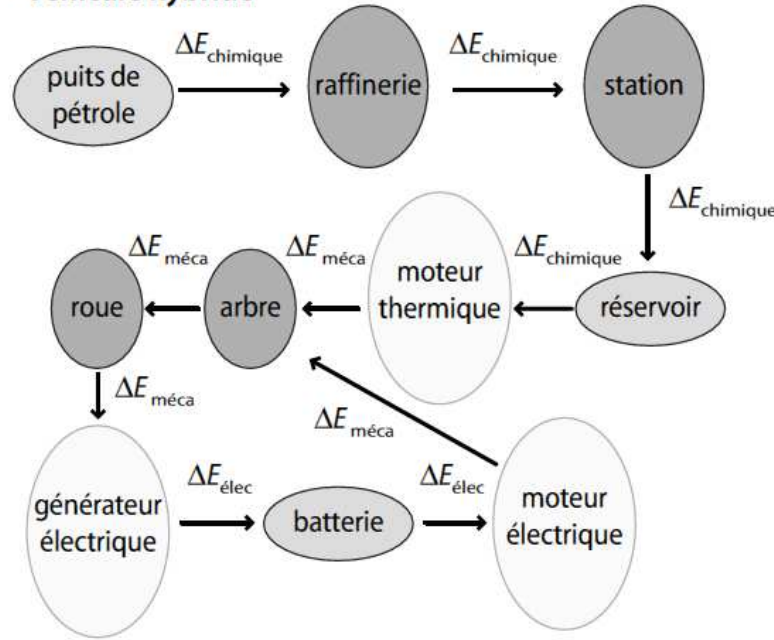 ΔE chimique
ΔE chimique
puits de
pétrole
raffinerie
station
ΔE chimique
ΔE méca
ΔE méca
ΔE chimique
moteur
thermique
roue
arbre
réservoir
ΔE méca
ΔE méca
ΔE élec
ΔE élec
générateur
électrique
batterie
moteur
électrique